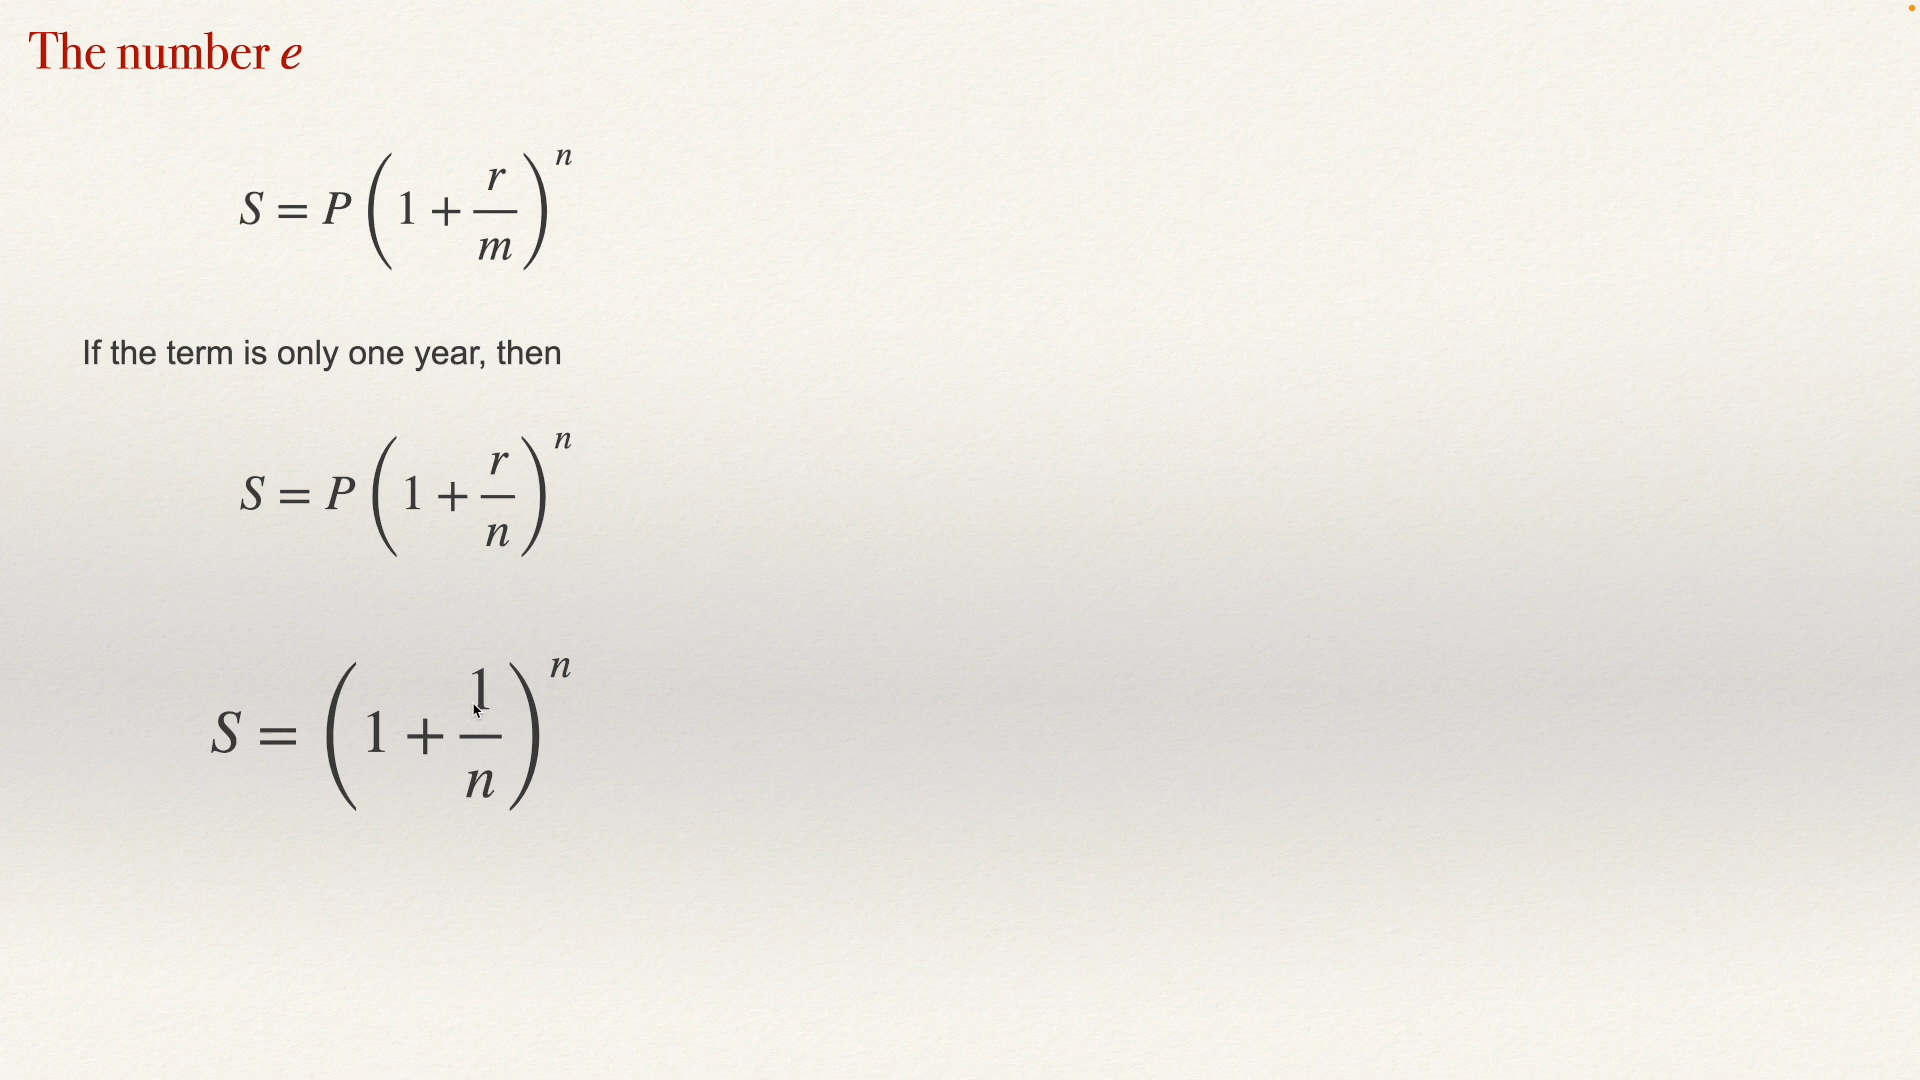 The number e
S = P(1 + r/m)^n
If the term is only one year, then
S = P(1 + r/n)^n
S = (1 + 1/n)^n